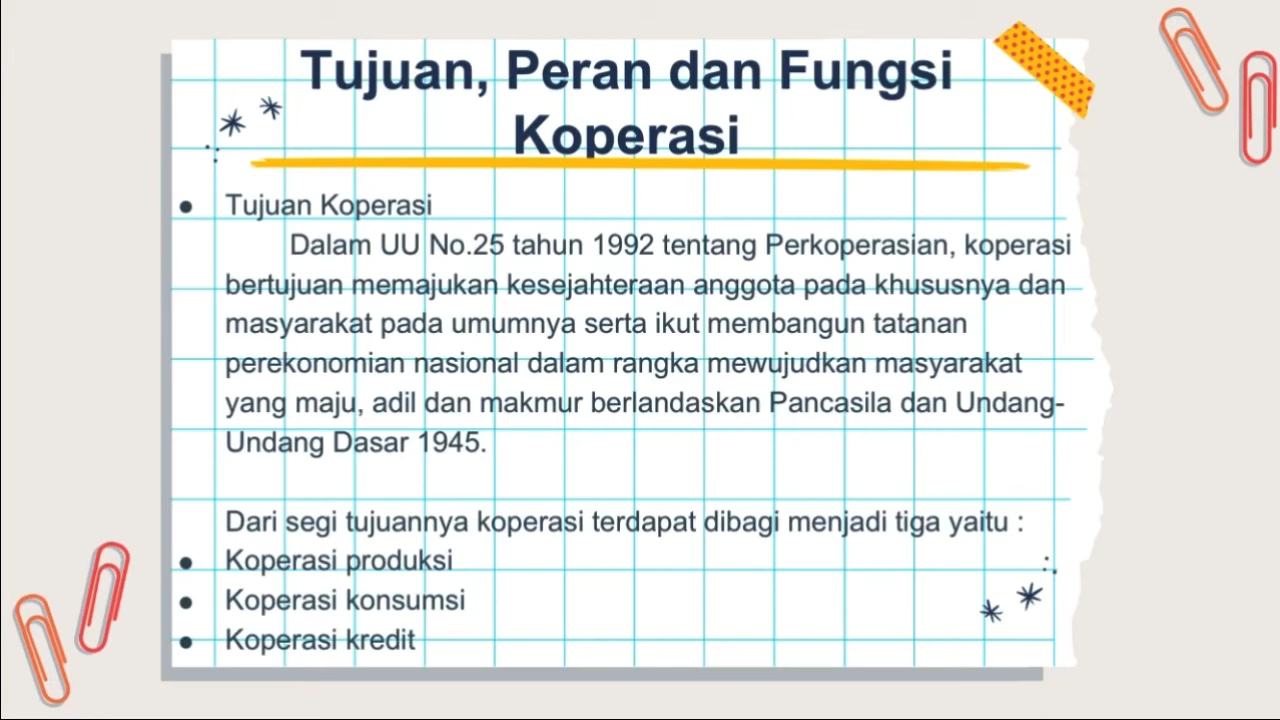 Tujuan, Peran dan Fungsi
Koperasi
● Tujuan Koperasi
Dalam UU No.25 tahun 1992 tentang Perkoperasian, koperasi
bertujuan memajukan kesejahteraan anggota pada khususnya dan
masyarakat pada umumnya serta ikut membangun tatanan
perekonomian nasional dalam rangka mewujudkan masyarakat
yang maju, adil dan makmur berlandaskan Pancasila dan Undang-
Undang Dasar 1945.
Dari segi tujuannya koperasi terdapat dibagi menjadi tiga yaitu :
● Koperasi produksi
● Koperasi konsumsi
● Koperasi kredit